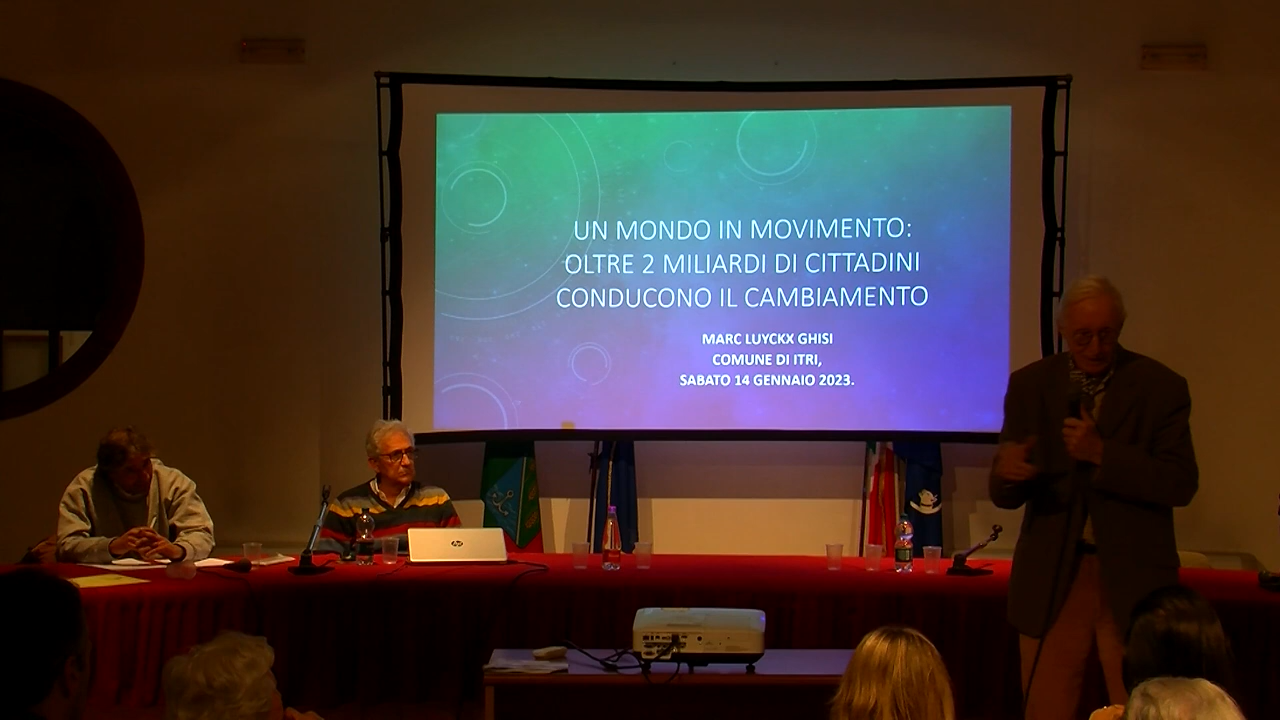 UN MONDO IN MOVIMENTO:
OLTRE 2 MILIARDI DI CITTADINI
CONDUCONO IL CAMBIAMENTO
MARC LUYCKX GHISI
COMUNE DI ITRI,
SABATO 14 GENNAIO 2023.
hp